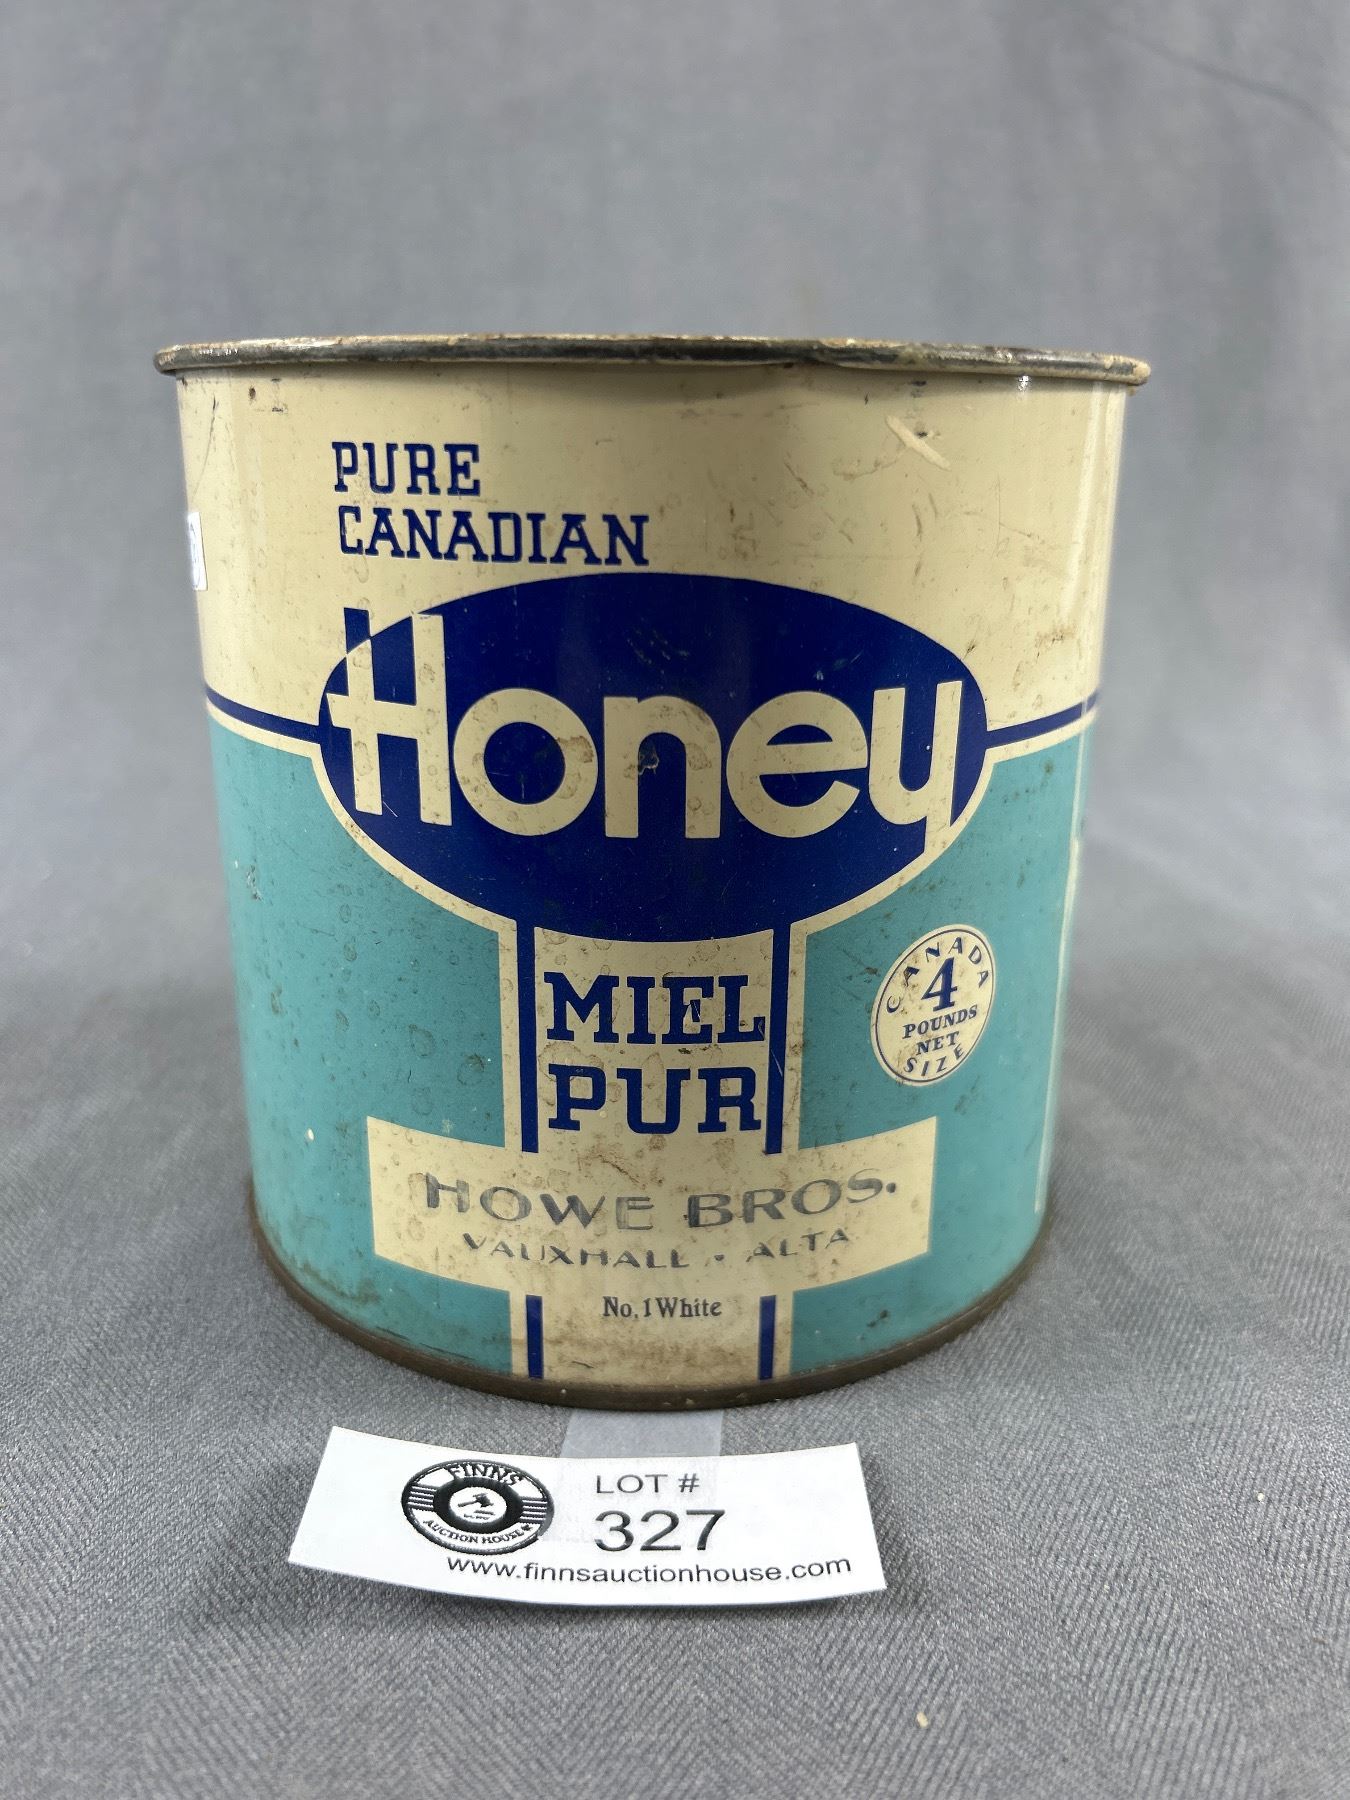 PURE
CANADIAN
Honey
MIEL
PUR
CANADA
4
POUNDS
NET
SIZE
HOWE BROS.
VAUXHALL • ALTA
No. 1 White
FINNS
AUCTION HOUSE
LOT #
327
www.finnsauctionhouse.com